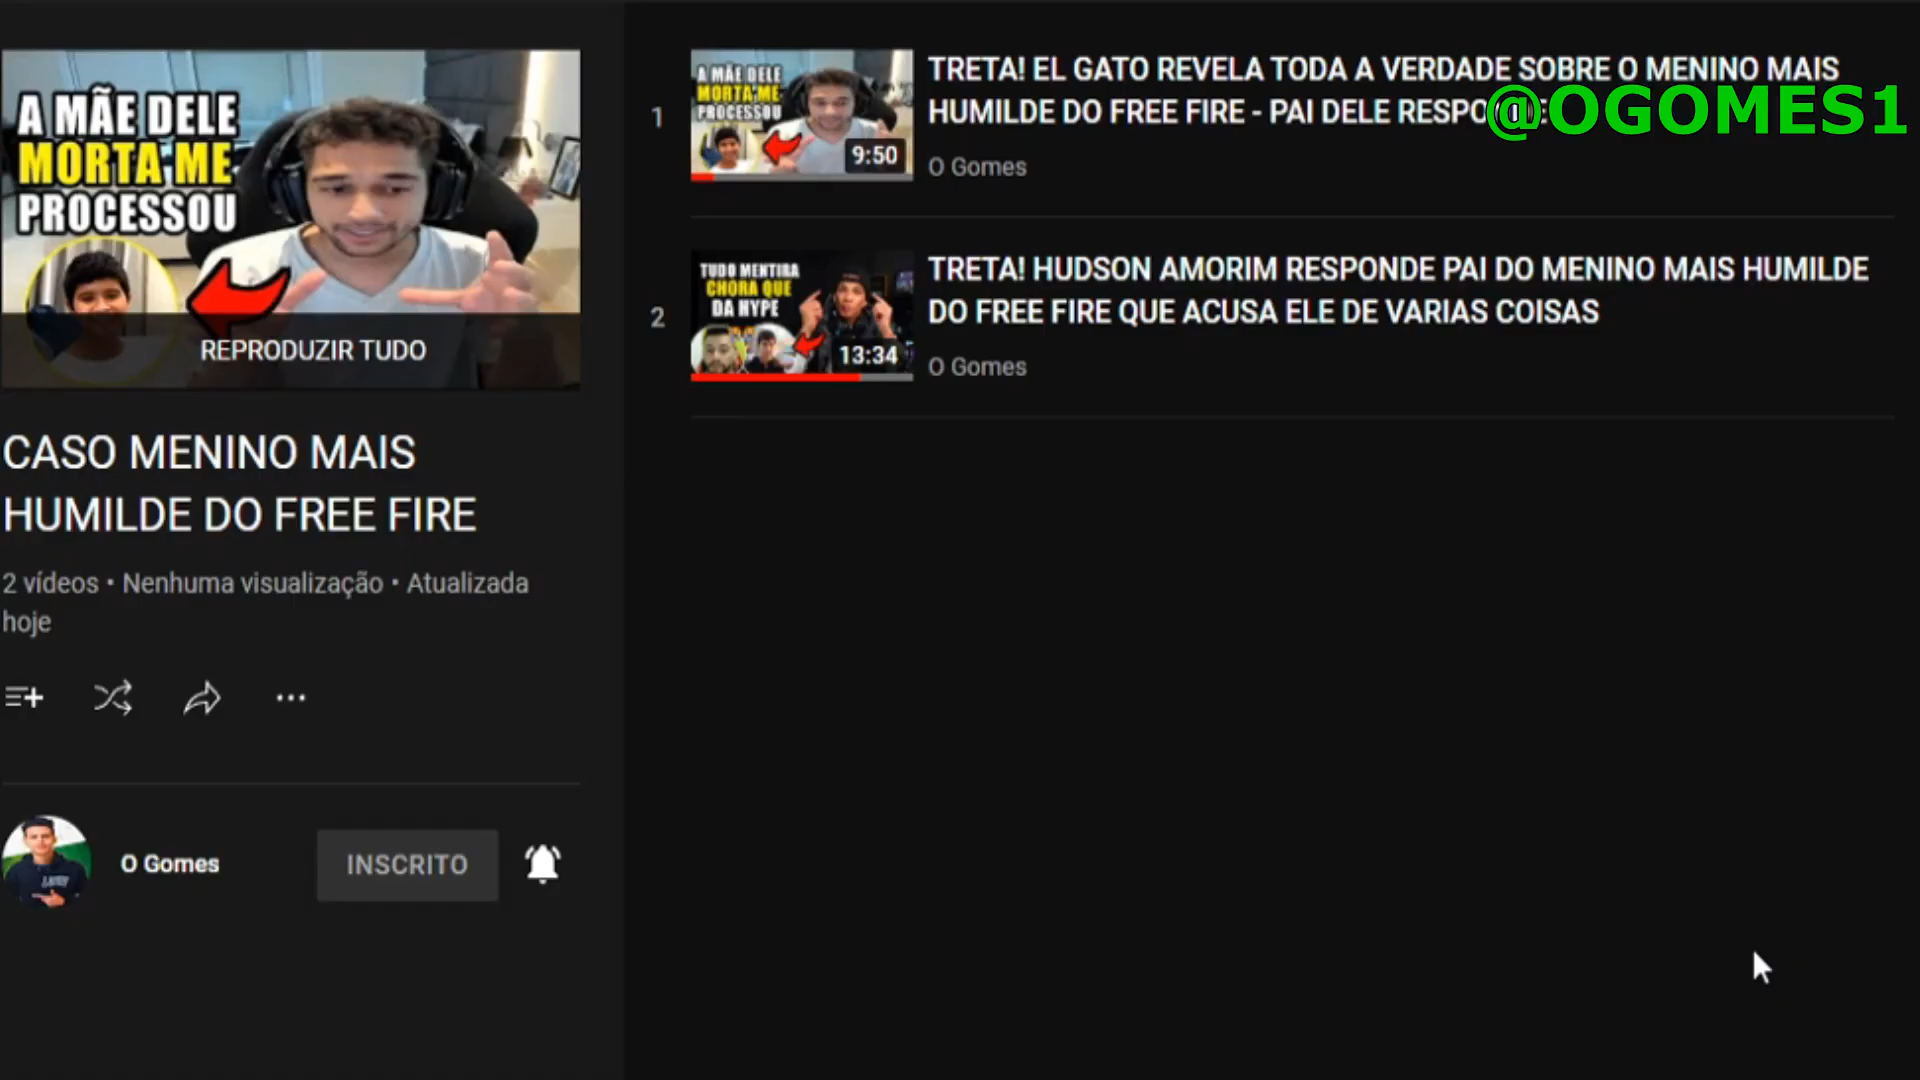 A MÃE DELE
MORTA ME
PROCESSOU
REPRODUZIR TUDO
CASO MENINO MAIS
HUMILDE DO FREE FIRE
2 vídeos • Nenhuma visualização • Atualizada
hoje
O Gomes
INSCRITO
1
A MÃE DELE
MORTA ME
PROCESSOU
9:50
TRETA! EL GATO REVELA TODA A VERDADE SOBRE O MENINO MAIS
HUMILDE DO FREE FIRE - PAI DELE
@OGOMES1
O Gomes
2
TUDO MENTIRA
CHORA QUE
DA HYPE
13:34
TRETA! HUDSON AMORIM RESPONDE PAI DO MENINO MAIS HUMILDE
DO FREE FIRE QUE ACUSA ELE DE VARIAS COISAS
O Gomes